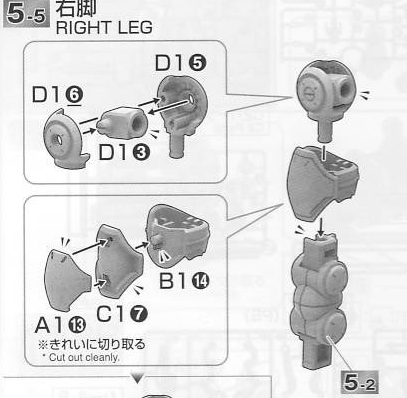 5-5 右脚
RIGHT LEG
D1❺
D1❻
D1❸
B1⓮
C1❼
A1⓭
※きれいに切り取る
* Cut out cleanly.
5-2